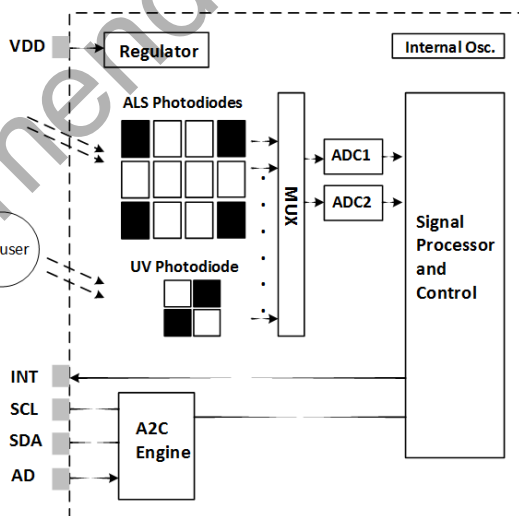 VDD
Regulator
Internal Osc.
ALS Photodiodes
ADC1
ADC2
MUX
Signal
Processor
and
Control
user
UV Photodiode
INT
SCL
SDA
AD
A2C
Engine